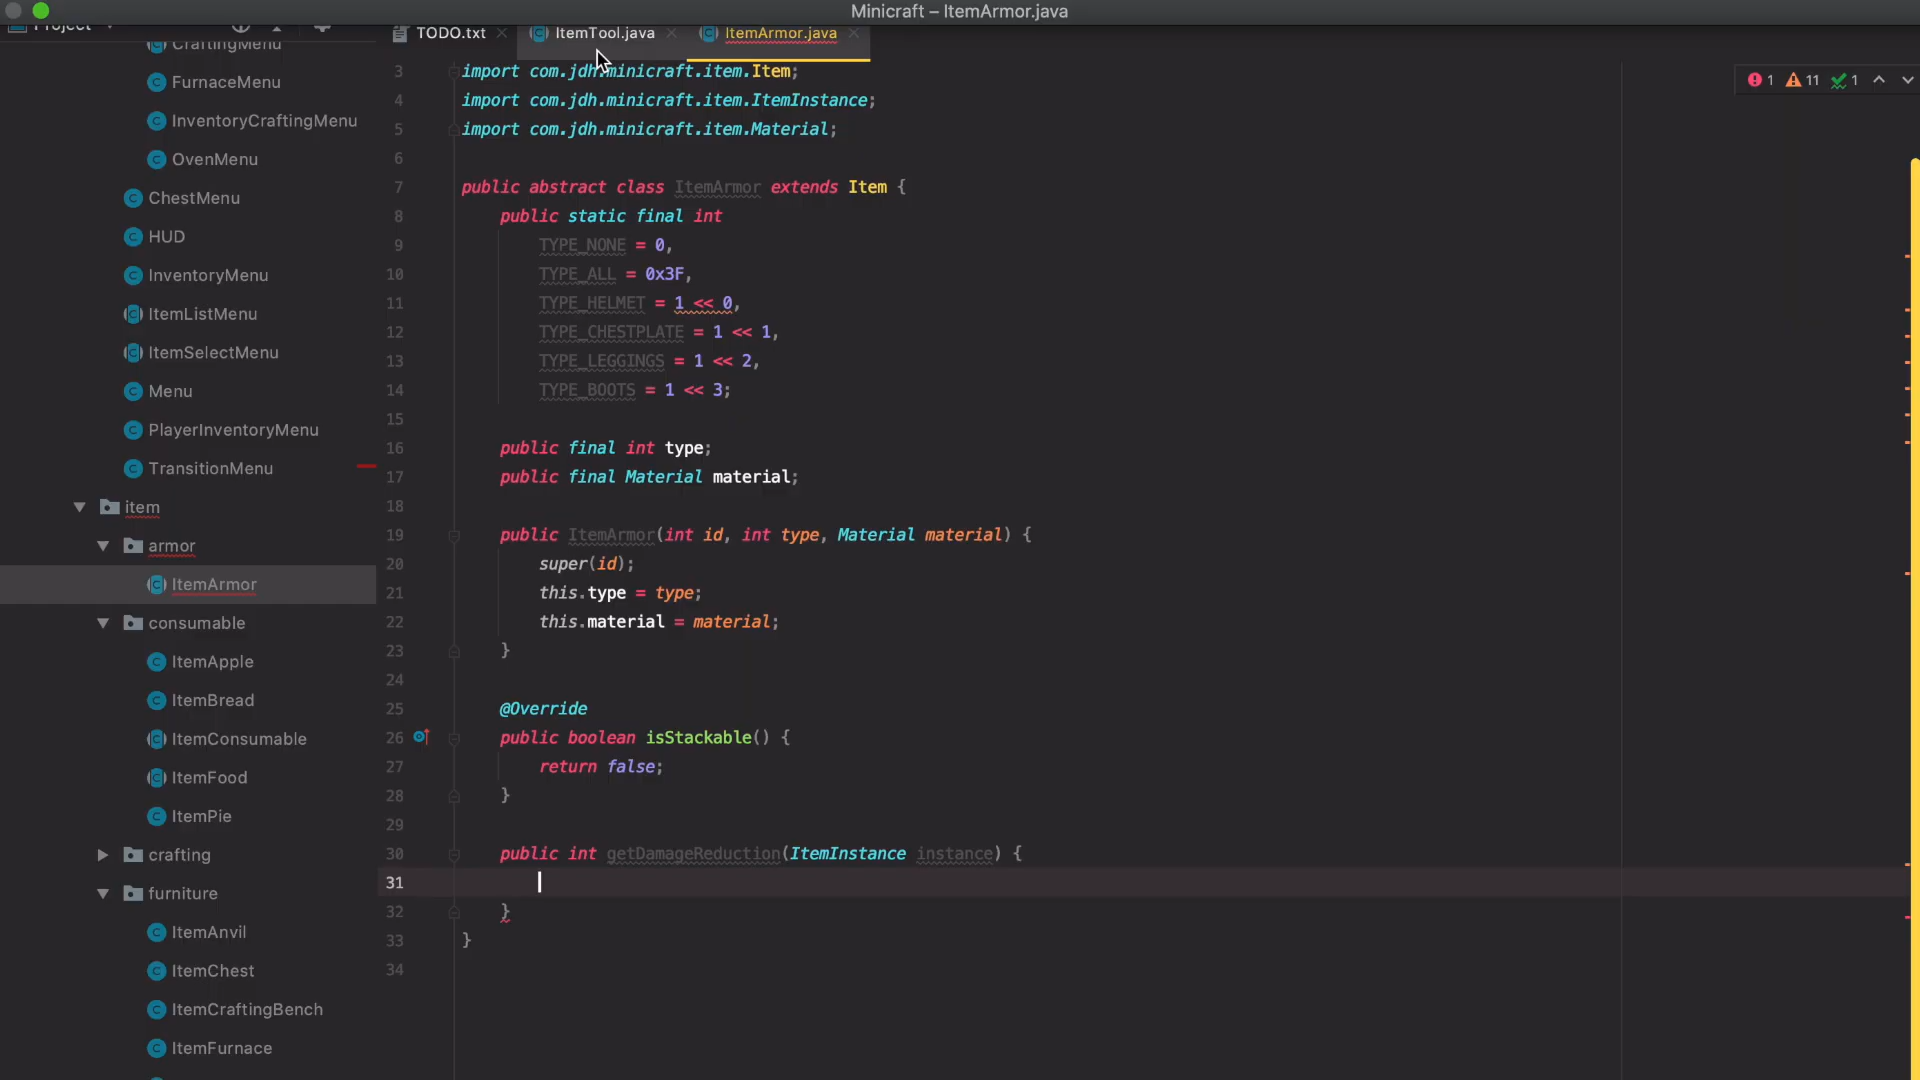 Minicraft – ItemArmor.java
Project
TODO.txt
ItemTool.java
ItemArmor.java
1 11 1
CraftingMenu
FurnaceMenu
InventoryCraftingMenu
OvenMenu
ChestMenu
HUD
InventoryMenu
ItemListMenu
ItemSelectMenu
Menu
PlayerInventoryMenu
TransitionMenu
item
armor
ItemArmor
consumable
ItemApple
ItemBread
ItemConsumable
ItemFood
ItemPie
crafting
furniture
ItemAnvil
ItemChest
ItemCraftingBench
ItemFurnace
3 import com.jdh.minicraft.item.Item;
4 import com.jdh.minicraft.item.ItemInstance;
5 import com.jdh.minicraft.item.Material;
6
7 public abstract class ItemArmor extends Item {
8 public static final int
9 TYPE_NONE = 0,
10 TYPE_ALL = 0x3F,
11 TYPE_HELMET = 1 << 0,
12 TYPE_CHESTPLATE = 1 << 1,
13 TYPE_LEGGINGS = 1 << 2,
14 TYPE_BOOTS = 1 << 3;
15
16 public final int type;
17 public final Material material;
18
19 public ItemArmor(int id, int type, Material material) {
20 super(id);
21 this.type = type;
22 this.material = material;
23 }
24
25 @Override
26 public boolean isStackable() {
27 return false;
28 }
29
30 public int getDamageReduction(ItemInstance instance) {
31
32 }
33 }
34